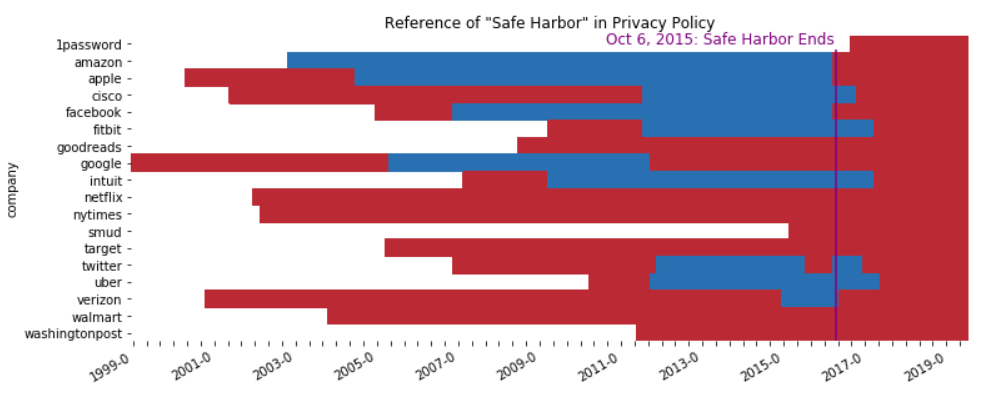 Reference of "Safe Harbor" in Privacy Policy
Oct 6, 2015: Safe Harbor Ends
company
1password
amazon
apple
cisco
facebook
fitbit
goodreads
google
intuit
netflix
nytimes
smud
target
twitter
uber
verizon
walmart
washingtonpost
1999-0
2001-0
2003-0
2005-0
2007-0
2009-0
2011-0
2013-0
2015-0
2017-0
2019-0